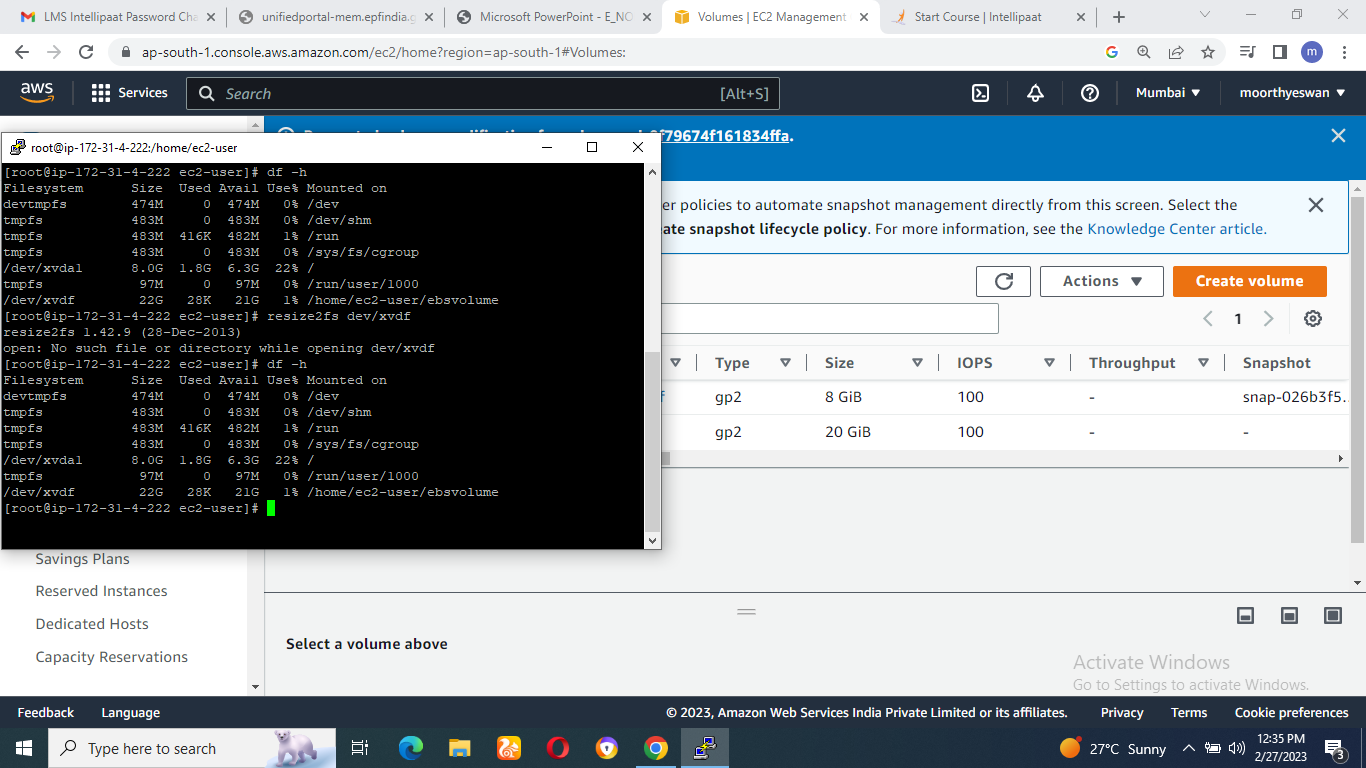 LMS Intellipaat Password Cha
unifiedportal-mem.epfindia.g
Microsoft PowerPoint - E_NO
Volumes | EC2 Management
Start Course | Intellipaat
ap-south-1.console.aws.amazon.com/ec2/home?region=ap-south-1#Volumes:
m
aws
Services
Search
[Alt+S]
Mumbai
moorthyeswan
0f79674f161834ffa.
root@ip-172-31-4-222:/home/ec2-user
[root@ip-172-31-4-222 ec2-user]# df -h
Filesystem Size Used Avail Use% Mounted on
devtmpfs 474M 0 474M 0% /dev
tmpfs 483M 0 483M 0% /dev/shm
tmpfs 483M 416K 482M 1% /run
tmpfs 483M 0 483M 0% /sys/fs/cgroup
/dev/xvda1 8.0G 1.8G 6.3G 22% /
tmpfs 97M 0 97M 0% /run/user/1000
/dev/xvdf 22G 28K 21G 1% /home/ec2-user/ebsvolume
[root@ip-172-31-4-222 ec2-user]# resize2fs dev/xvdf
resize2fs 1.42.9 (28-Dec-2013)
open: No such file or directory while opening dev/xvdf
[root@ip-172-31-4-222 ec2-user]# df -h
Filesystem Size Used Avail Use% Mounted on
devtmpfs 474M 0 474M 0% /dev
tmpfs 483M 0 483M 0% /dev/shm
tmpfs 483M 416K 482M 1% /run
tmpfs 483M 0 483M 0% /sys/fs/cgroup
/dev/xvda1 8.0G 1.8G 6.3G 22% /
tmpfs 97M 0 97M 0% /run/user/1000
/dev/xvdf 22G 28K 21G 1% /home/ec2-user/ebsvolume
[root@ip-172-31-4-222 ec2-user]#
er policies to automate snapshot management directly from this screen. Select the
eate snapshot lifecycle policy. For more information, see the Knowledge Center article.
Actions
Create volume
1
Type Size IOPS Throughput Snapshot
f gp2 8 GiB 100 - snap-026b3f5...
gp2 20 GiB 100 - -
Savings Plans
Reserved Instances
Dedicated Hosts
Capacity Reservations
Select a volume above
Activate Windows
Go to Settings to activate Windows.
Feedback
Language
© 2023, Amazon Web Services India Private Limited or its affiliates.
Privacy
Terms
Cookie preferences
Type here to search
27°C Sunny
12:35 PM
2/27/2023
3